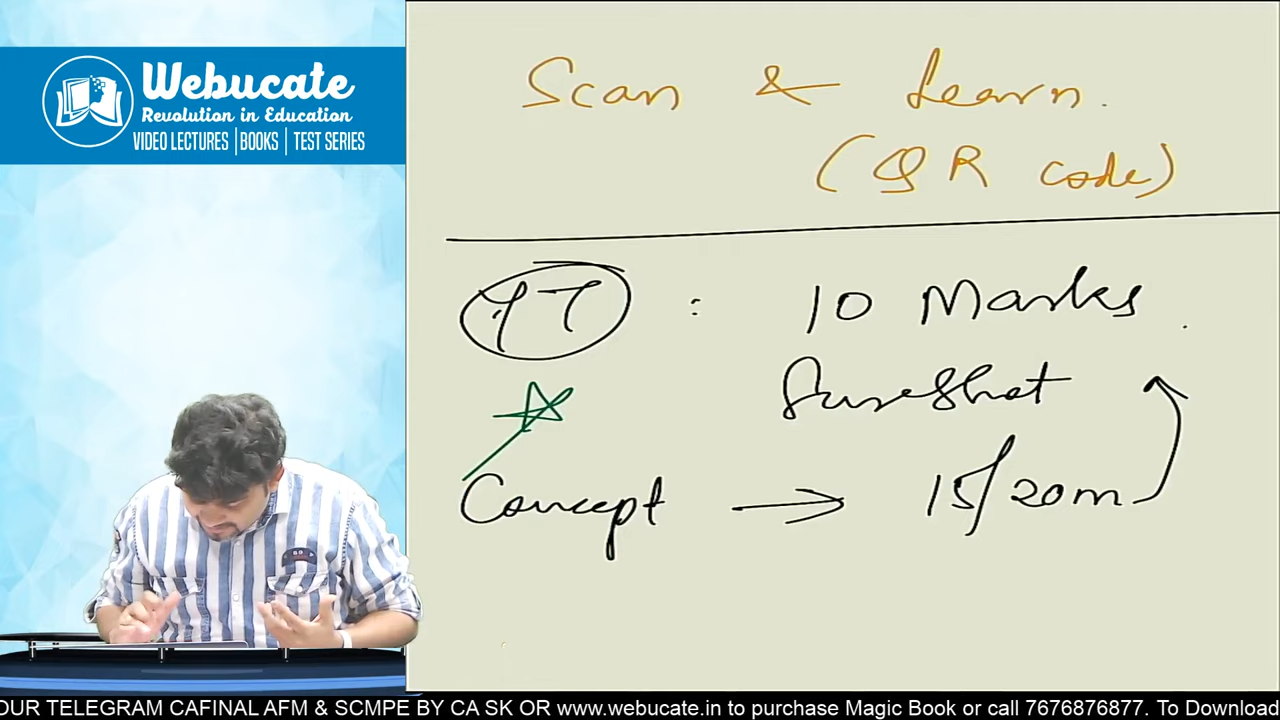 Webucate
Revolution in Education
VIDEO LECTURES | BOOKS | TEST SERIES
Scan & Learn.
(QR code)
: 10 Marks.
SureShot
Concept → 15/20m
OUR TELEGRAM CAFINAL AFM & SCMPE BY CA SK OR www.webucate.in to purchase Magic Book or call 7676876877. To Download